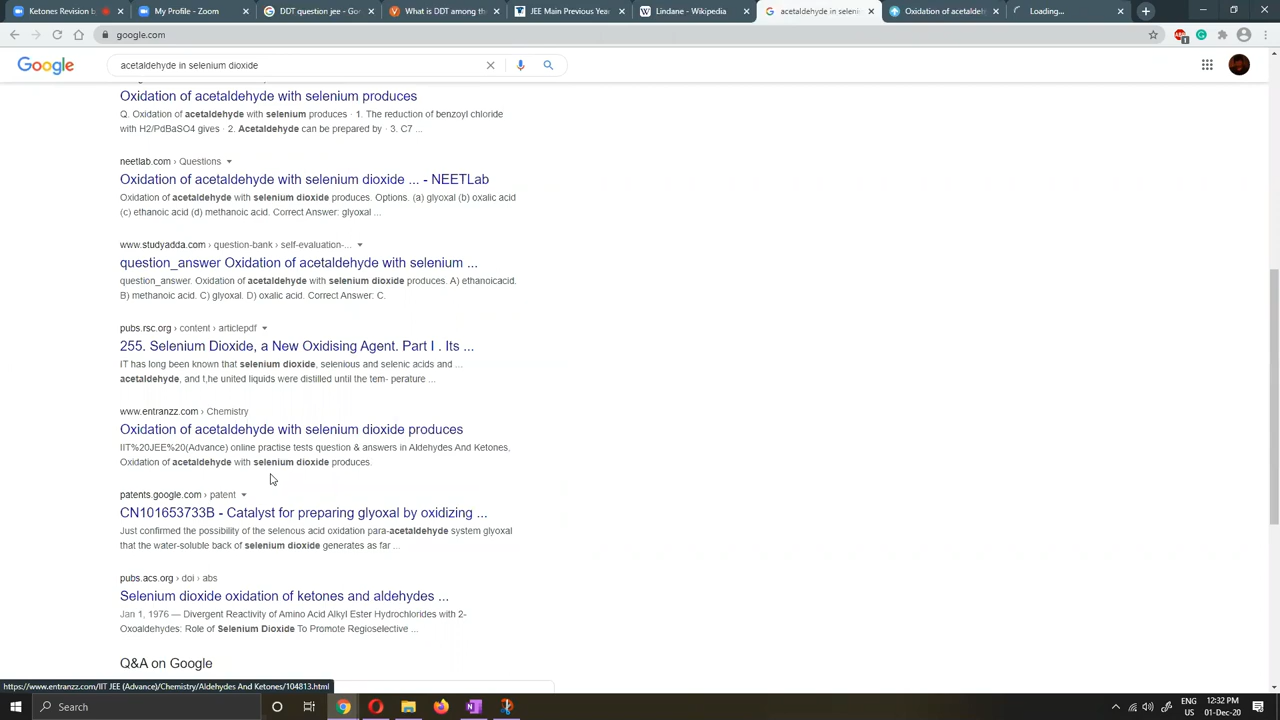 Ketones Revision b
My Profile - Zoom
DDT question jee - Goo
What is DDT among the
JEE Main Previous Year
Lindane - Wikipedia
acetaldehyde in seleni
Oxidation of acetaldeh
Loading...
google.com
1
Google
acetaldehyde in selenium dioxide
Oxidation of acetaldehyde with selenium produces
Q. Oxidation of acetaldehyde with selenium produces · 1. The reduction of benzoyl chloride
with H2/PdBaSO4 gives · 2. Acetaldehyde can be prepared by · 3. C7 ...
neetlab.com › Questions
Oxidation of acetaldehyde with selenium dioxide ... - NEETLab
Oxidation of acetaldehyde with selenium dioxide produces. Options. (a) glyoxal (b) oxalic acid
(c) ethanoic acid (d) methanoic acid. Correct Answer: glyoxal ...
www.studyadda.com › question-bank › self-evaluation-...
question_answer Oxidation of acetaldehyde with selenium ...
question_answer. Oxidation of acetaldehyde with selenium dioxide produces. A) ethanoicacid.
B) methanoic acid. C) glyoxal. D) oxalic acid. Correct Answer: C.
pubs.rsc.org › content › articlepdf
255. Selenium Dioxide, a New Oxidising Agent. Part I . Its ...
IT has long been known that selenium dioxide, selenious and selenic acids and ...
acetaldehyde, and t,he united liquids were distilled until the tem- perature ...
www.entranzz.com › Chemistry
Oxidation of acetaldehyde with selenium dioxide produces
IIT%20JEE%20(Advance) online practise tests question & answers in Aldehydes And Ketones,
Oxidation of acetaldehyde with selenium dioxide produces.
patents.google.com › patent
CN101653733B - Catalyst for preparing glyoxal by oxidizing ...
Just confirmed the possibility of the selenous acid oxidation para-acetaldehyde system glyoxal
that the water-soluble back of selenium dioxide generates as far ...
pubs.acs.org › doi › abs
Selenium dioxide oxidation of ketones and aldehydes ...
Jan 1, 1976 — Divergent Reactivity of Amino Acid Alkyl Ester Hydrochlorides with 2-
Oxoaldehydes: Role of Selenium Dioxide To Promote Regioselective ...
Q&A on Google
https://www.entranzz.com/IIT JEE (Advance)/Chemistry/Aldehydes And Ketones/104813.html
Search
ENG
US
12:32 PM
01-Dec-20